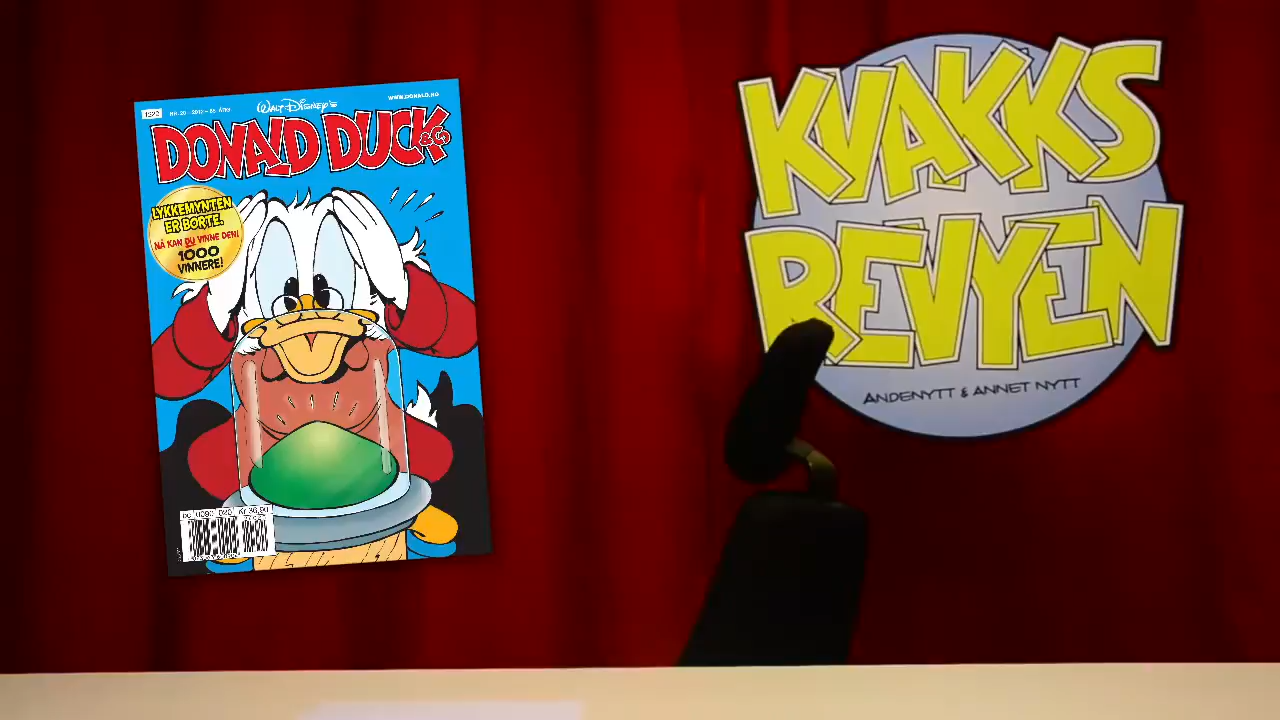 1520
WALT DISNEY'S
WWW.DONALD.NO
DONALD DUCK
&CO
LYKKEMYNTEN
ER BORTE.
NÅ KAN DU VINNE DEN!
1000
VINNERE!
KVAKKS
REVYEN
ANDENYTT & ANNET NYTT